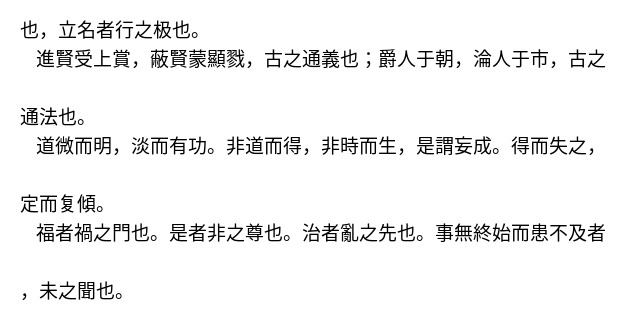 也，立名者行之极也。
進賢受上賞，蔽賢蒙顯戮，古之通義也；爵人于朝，淪人于市，古之
通法也。
道微而明，淡而有功。非道而得，非時而生，是謂妄成。得而失之，
定而复傾。
福者禍之門也。是者非之尊也。治者亂之先也。事無終始而患不及者
，未之聞也。